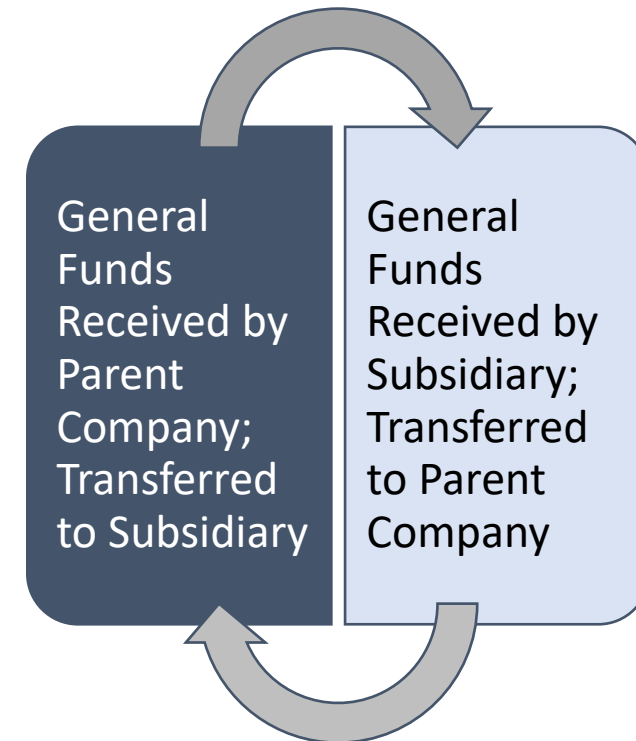 General
Funds
Received by
Parent
Company;
Transferred
to Subsidiary
General
Funds
Received by
Subsidiary;
Transferred
to Parent
Company